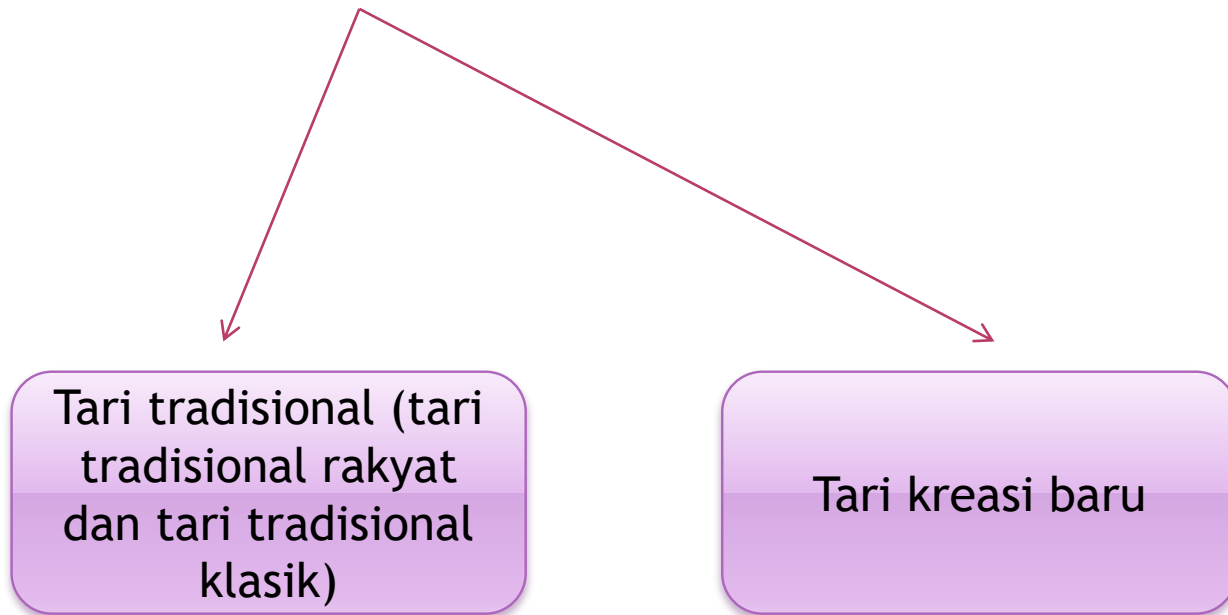 Tari tradisional (tari
tradisional rakyat
dan tari tradisional
klasik)
Tari kreasi baru